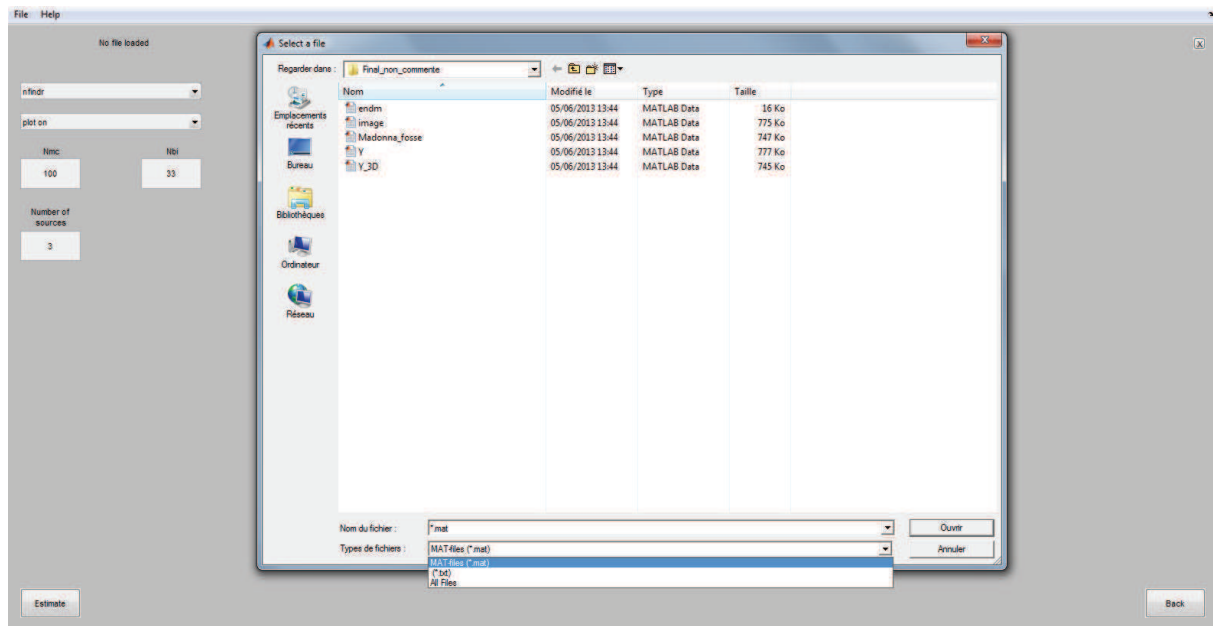 File Help
No file loaded
nfindr
plot on
Nmc Nbi
100 33
Number of
sources
3
Estimate
Back
Select a file
Regarder dans : Final_non_commente
Nom Modifié le Type Taille
endm 05/06/2013 13:44 MATLAB Data 16 Ko
image 05/06/2013 13:44 MATLAB Data 775 Ko
Madonna_fosse 05/06/2013 13:44 MATLAB Data 747 Ko
Y 05/06/2013 13:44 MATLAB Data 777 Ko
Y_3D 05/06/2013 13:44 MATLAB Data 745 Ko
Emplacements
récents
Bureau
Bibliothèques
Ordinateur
Réseau
Nom du fichier : *.mat Ouvrir
Types de fichiers : MAT-files (*.mat) Annuler
MAT-files (*.mat)
(*.txt)
All Files